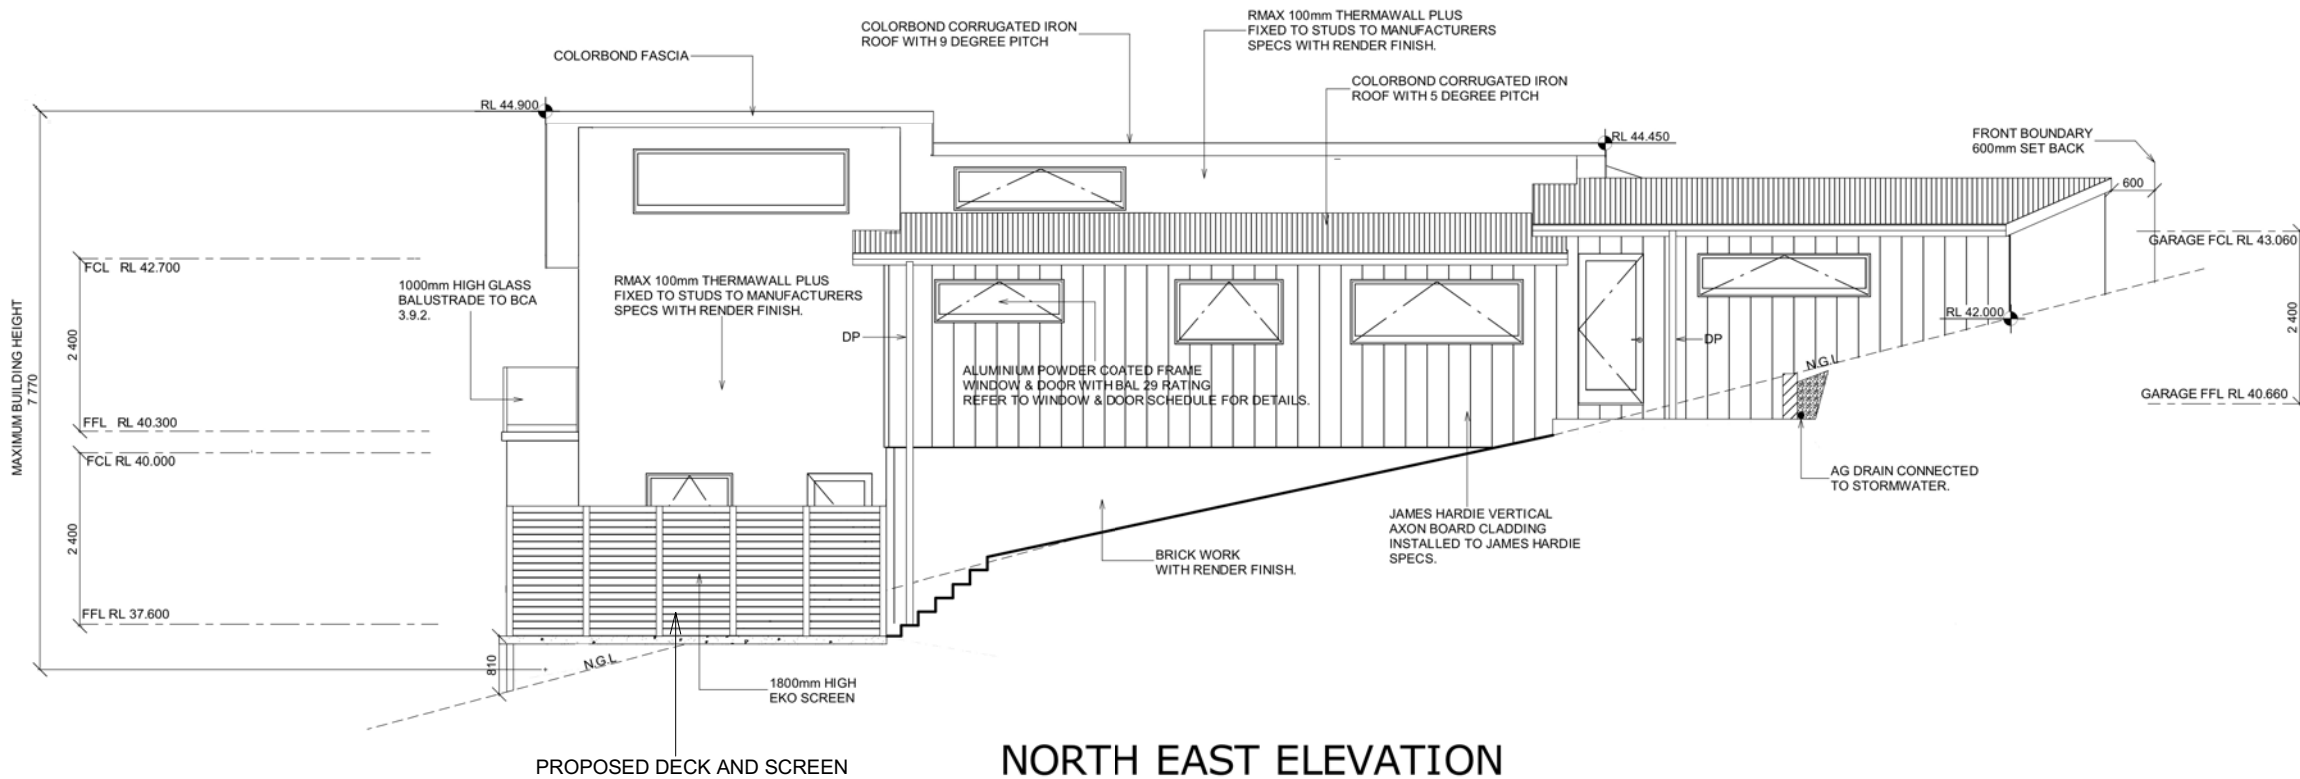 RMAX 100mm THERMAWALL PLUS
FIXED TO STUDS TO MANUFACTURERS
SPECS WITH RENDER FINISH.
COLORBOND CORRUGATED IRON
ROOF WITH 9 DEGREE PITCH
COLORBOND FASCIA
COLORBOND CORRUGATED IRON
ROOF WITH 5 DEGREE PITCH
RL 44.900
RL 44.450
FRONT BOUNDARY
600mm SET BACK
600
GARAGE FCL RL 43.060
FCL RL 42.700
1000mm HIGH GLASS
BALUSTRADE TO BCA
3.9.2.
RMAX 100mm THERMAWALL PLUS
FIXED TO STUDS TO MANUFACTURERS
SPECS WITH RENDER FINISH.
RL 42.000
2 400
DP
DP
2 400
MAXIMUM BUILDING HEIGHT
7 770
ALUMINIUM POWDER COATED FRAME
WINDOW & DOOR WITH BAL 29 RATING
REFER TO WINDOW & DOOR SCHEDULE FOR DETAILS.
N.G.L
GARAGE FFL RL 40.660
FFL RL 40.300
FCL RL 40.000
AG DRAIN CONNECTED
TO STORMWATER.
2 400
JAMES HARDIE VERTICAL
AXON BOARD CLADDING
INSTALLED TO JAMES HARDIE
SPECS.
BRICK WORK
WITH RENDER FINISH.
FFL RL 37.600
810
N.G.L
1800mm HIGH
EKO SCREEN
PROPOSED DECK AND SCREEN
NORTH EAST ELEVATION